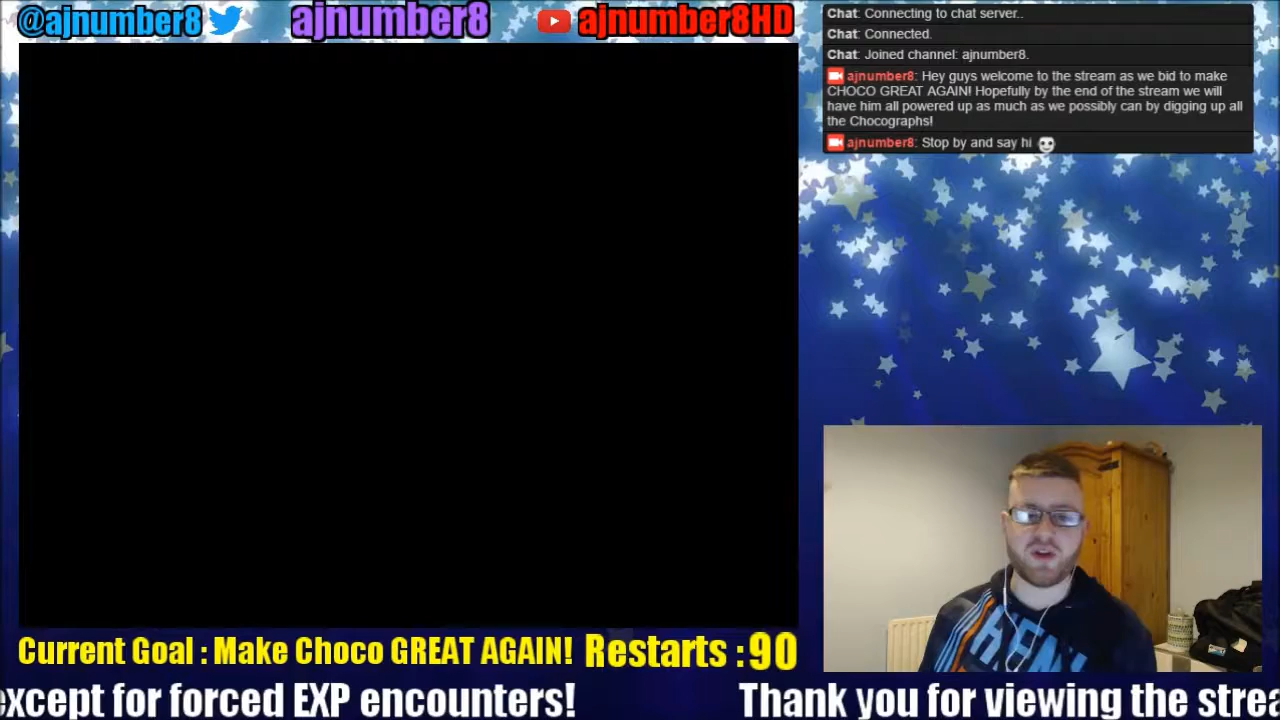 @ajnumber8
ajnumber8
ajnumber8HD
Chat: Connecting to chat server..
Chat: Connected.
Chat: Joined channel: ajnumber8.
ajnumber8: Hey guys welcome to the stream as we bid to make
CHOCO GREAT AGAIN! Hopefully by the end of the stream we will
have him all powered up as much as we possibly can by digging up all
the Chocographs!
ajnumber8: Stop by and say hi
Current Goal : Make Choco GREAT AGAIN!
Restarts : 90
except for forced EXP encounters!
Thank you for viewing the strea